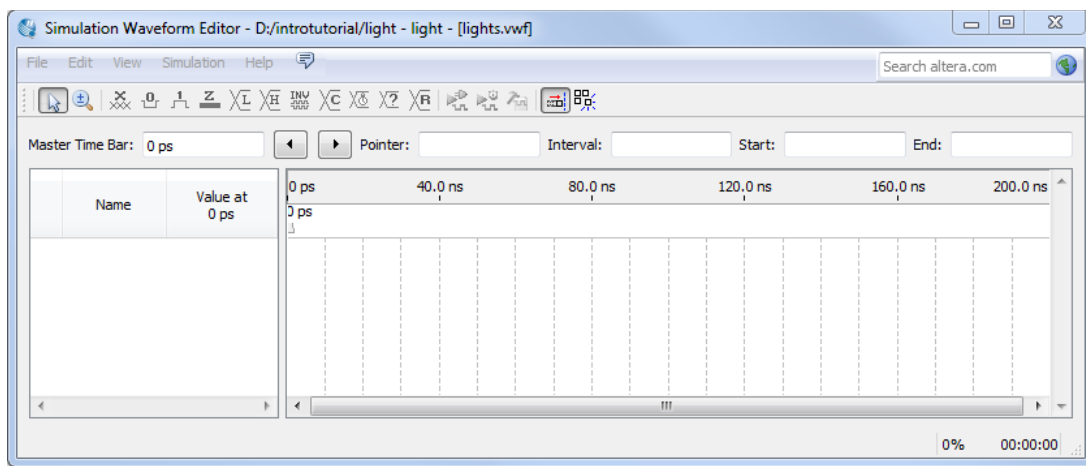 Simulation Waveform Editor - D:/introtutorial/light - light - [lights.vwf]
File Edit View Simulation Help
Search altera.com
Master Time Bar: 0 ps Pointer: Interval: Start: End:
Name
Value at
0 ps
0 ps 40.0 ns 80.0 ns 120.0 ns 160.0 ns 200.0 ns
0 ps
0% 00:00:00